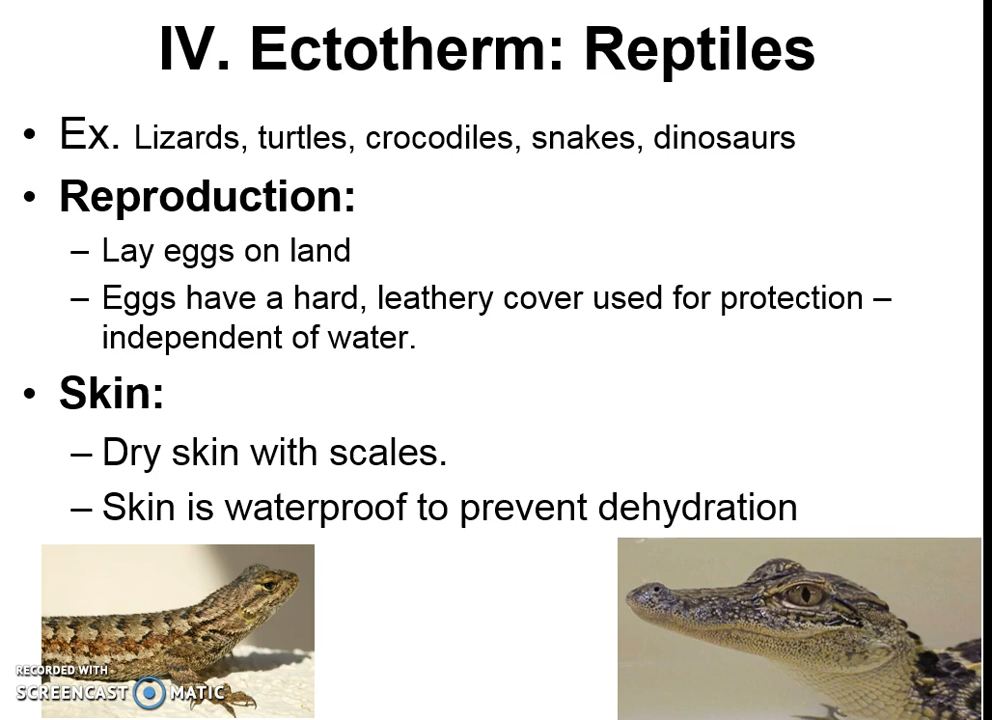 IV. Ectotherm: Reptiles
• Ex. Lizards, turtles, crocodiles, snakes, dinosaurs
• Reproduction:
– Lay eggs on land
– Eggs have a hard, leathery cover used for protection –
independent of water.
• Skin:
– Dry skin with scales.
– Skin is waterproof to prevent dehydration
RECORDED WITH
SCREENCAST MATIC